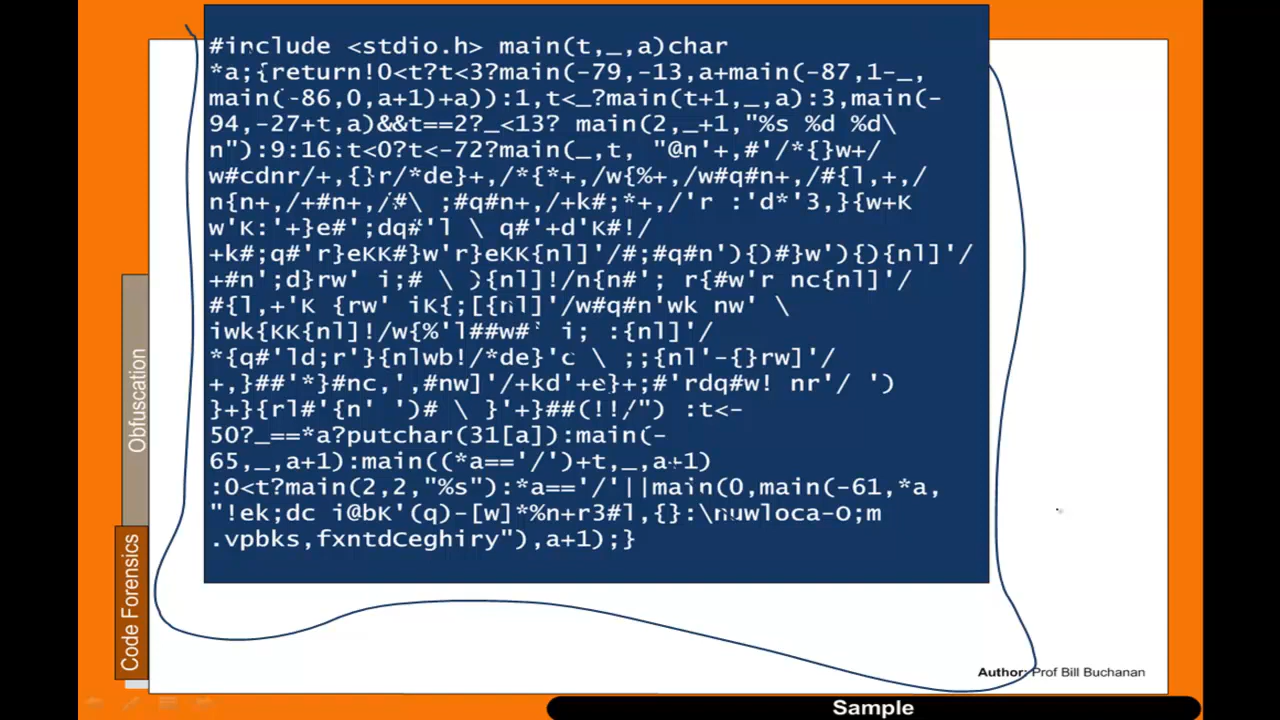 #include <stdio.h> main(t,_,a)char
*a;{return!0<t?t<3?main(-79,-13,a+main(-87,1-_,
main(-86,0,a+1)+a)):1,t<_?main(t+1,_,a):3,main(-
94,-27+t,a)&&t==2?_<13? main(2,_+1,"%s %d %d\
n"):9:16:t<0?t<-72?main(_,t, "@n'+,#'/*{}w+/
w#cdnr/+,{}r/*de}+,/*{*+,/w{%+,/w#q#n+,/#{l,+,/
n{n+,/+#n+,/#\ ;#q#n+,/+k#;*+,/'r :'d*'3,}{w+K
w'K:'+}e#';dq#'l \ q#'+d'K#!/
+k#;q#'r}eKK#}w'r}eKK{nl]'/#;#q#n'){)#}w'){){nl]'/
+#n';d}rw' i;# \ ){nl]!/n{n#'; r{#w'r nc{nl]'/
#{l,+'K {rw' iK{;[{nl]'/w#q#n'wk nw' \
iwk{KK{nl]!/w{%'l##w#' i; :{nl]'/
*{q#'ld;r'}{nlwb!/*de}'c \ ;;{nl'-{}rw]'/
+,}##'*}#nc,',#nw]'/+kd'+e}+;#'rdq#w! nr'/ ')
}+}{rl#'{n' ')# \ }'+}##(!!/") :t<-
50?_==*a?putchar(31[a]):main(-
65,_,a+1):main((*a=='/')+t,_,a+1)
:0<t?main(2,2,"%s"):*a=='/'||main(0,main(-61,*a,
"!ek;dc i@bK'(q)-[w]*%n+r3#l,{}:\nuwloca-O;m
.vpbks,fxntdCeghiry"),a+1);}
Obfuscation
Code Forensics
Author: Prof Bill Buchanan
Sample